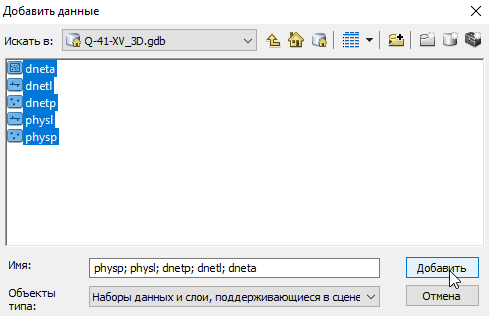 Добавить данные
Искать в: Q-41-XV_3D.gdb
dneta
dnetl
dnetp
physl
physp
Имя: physp; physl; dnetp; dnetl; dneta Добавить
Объекты типа: Наборы данных и слои, поддерживающиеся в сцене Отмена